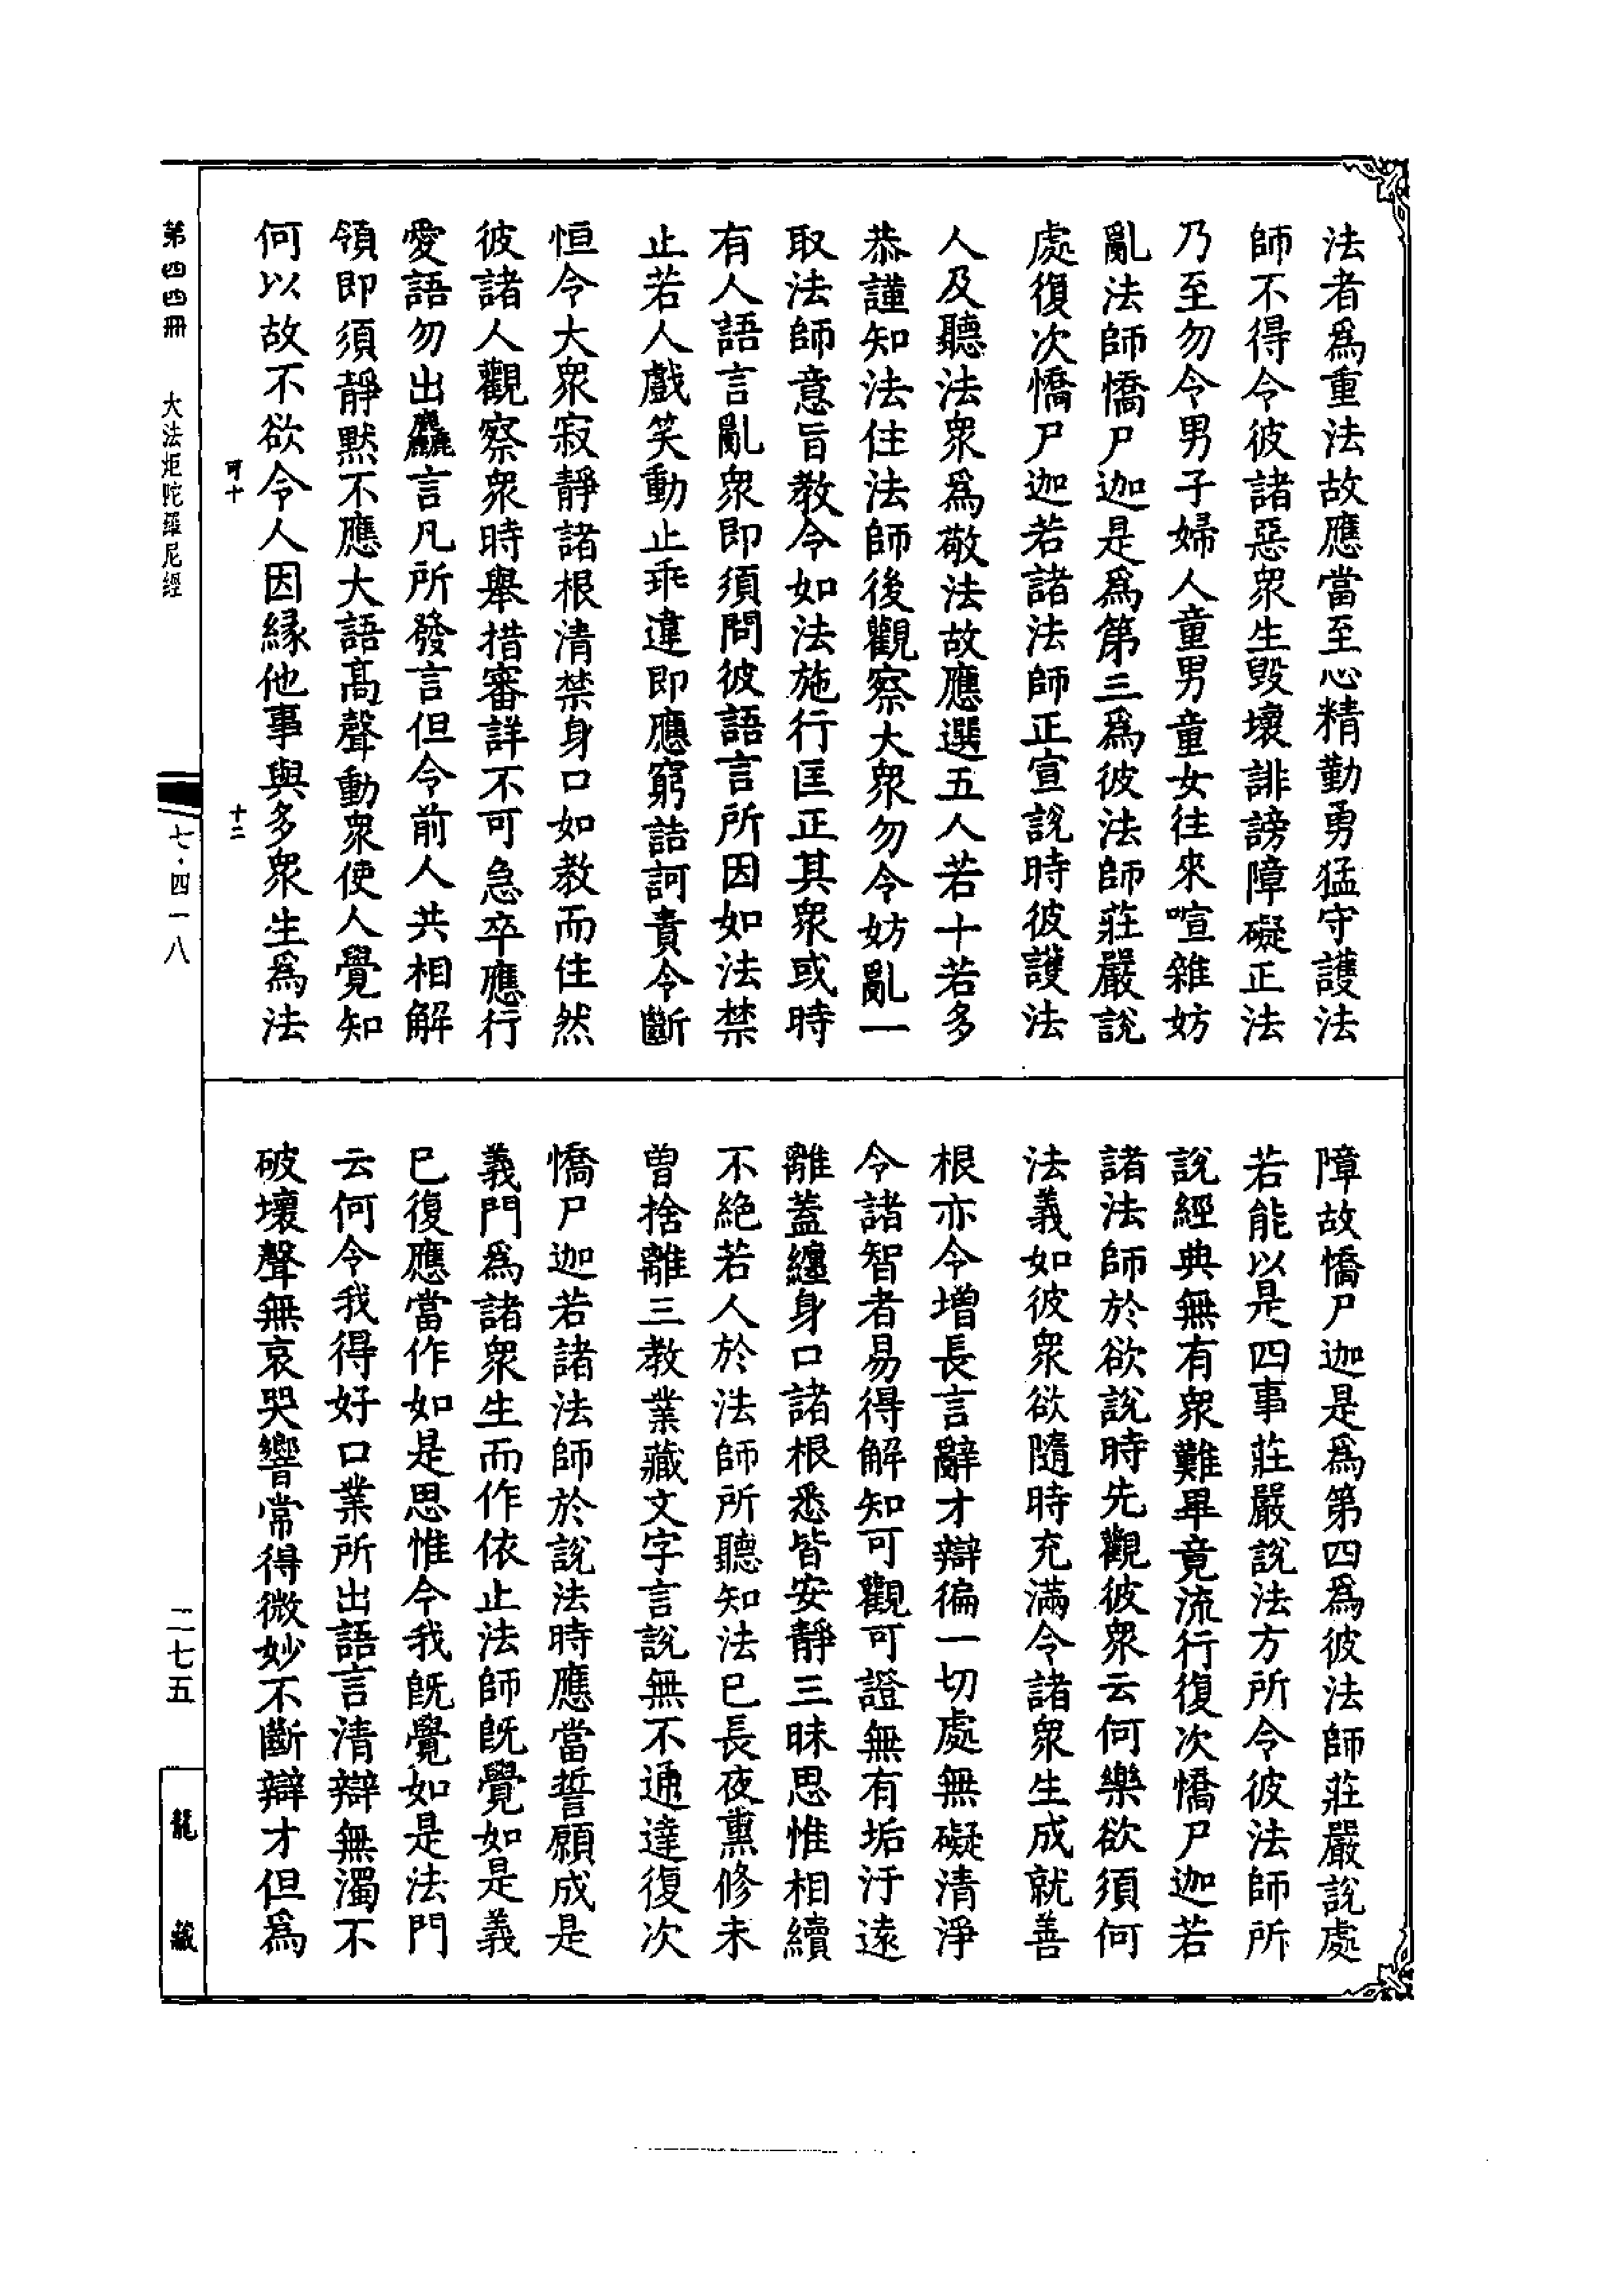 法者爲重法故應當至心精勤勇猛守護法
師不得令彼諸惡衆生毀壞誹謗障礙正法
乃至勿令男子婦人童男童女往來喧雜妨
亂法師憍尸迦是爲第三爲彼法師莊嚴說
處復次憍尸迦若諸法師正宣說時彼護法
人及聽法衆爲敬法故應選五人若十若多
恭謹知法住法師後觀察大衆勿令妨亂一
取法師意旨教令如法施行匡正其衆或時
有人語言亂衆即須問彼語言所因如法禁
止若人戲笑動止乖違即應窮詰訶責令斷
恒令大衆寂靜諸根清禁身口如教而住然
彼諸人觀察衆時舉措審詳不可急卒應行
愛語勿出麤言凡所發言但令前人共相解
領即須靜默不應大語髙聲動衆使人覺知
何以故不欲令人因縁他事與多衆生爲法
障故憍尸迦是爲第四爲彼法師莊嚴說處
若能以是四事莊嚴說法方所令彼法師所
說經典無有衆難畢竟流行復次憍尸迦若
諸法師於欲說時先觀彼衆云何樂欲須何
法義如彼衆欲隨時充滿令諸衆生成就善
根亦令增長言辭才辯徧一切處無礙清淨
令諸智者易得解知可觀可證無有垢汙遠
離蓋纏身口諸根悉皆安靜三昧思惟相續
不絕若人於法師所聽知法已長夜熏修未
曽捨離三教業藏文字言說無不通達復次
憍尸迦若諸法師於說法時應當誓願成是
義門爲諸衆生而作依止法師旣覺如是義
已復應當作如是思惟今我旣覺如是法門
云何令我得好口業所出語言清辯無濁不
破壞聲無哀哭響常得微妙不斷辯才但爲
可十
十二
第四四冊 大法炬陀羅尼經
七·四一八
二七五
龍藏